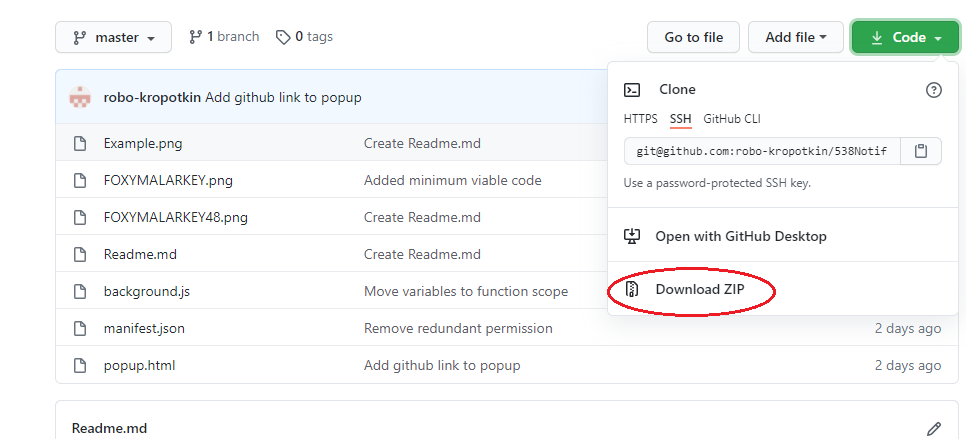 master 1 branch 0 tags Go to file Add file Code
robo-kropotkin Add github link to popup
Clone
HTTPS SSH GitHub CLI
git@github.com:robo-kropotkin/538Notif
Use a password-protected SSH key.
Open with GitHub Desktop
Download ZIP
Example.png Create Readme.md
FOXYMALARKEY.png Added minimum viable code
FOXYMALARKEY48.png Create Readme.md
Readme.md Create Readme.md
background.js Move variables to function scope
manifest.json Remove redundant permission 2 days ago
popup.html Add github link to popup 2 days ago
Readme.md